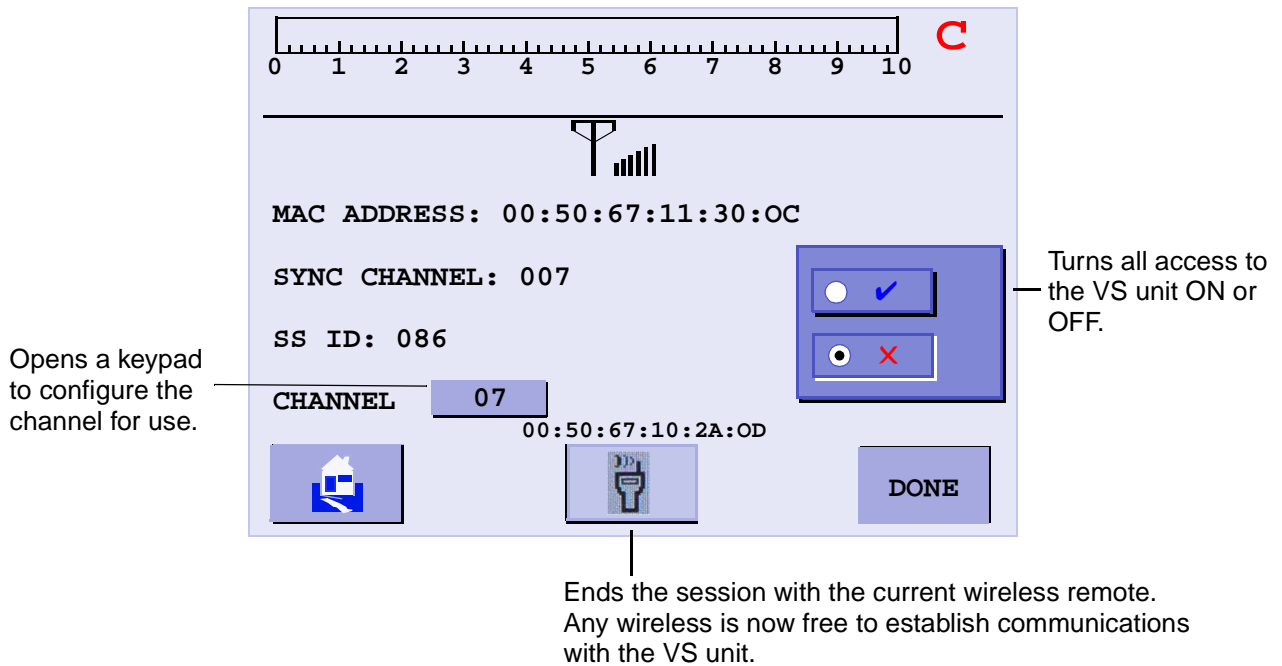 C
0 1 2 3 4 5 6 7 8 9 10
MAC ADDRESS: 00:50:67:11:30:OC
SYNC CHANNEL: 007
SS ID: 086
CHANNEL 07
00:50:67:10:2A:OD
DONE
Turns all access to
the VS unit ON or
OFF.
Opens a keypad
to configure the
channel for use.
Ends the session with the current wireless remote.
Any wireless is now free to establish communications
with the VS unit.